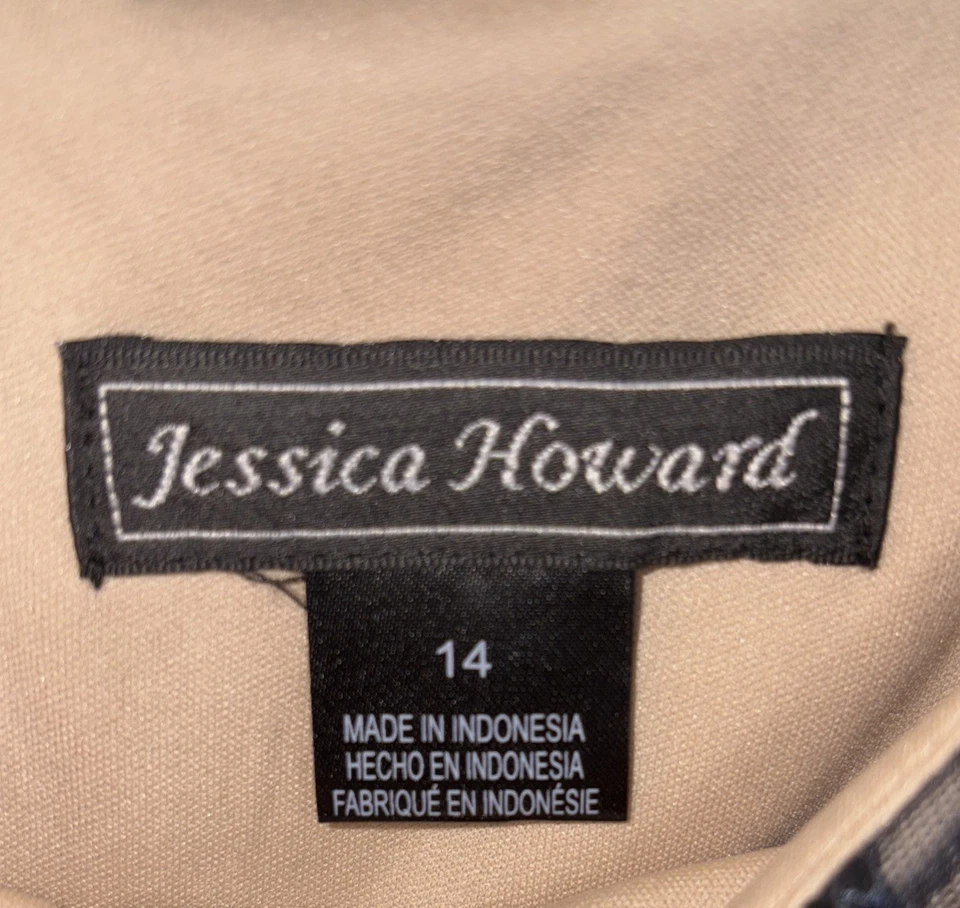 Jessica Howard
14
MADE IN INDONESIA
HECHO EN INDONESIA
FABRIQUÉ EN INDONÉSIE